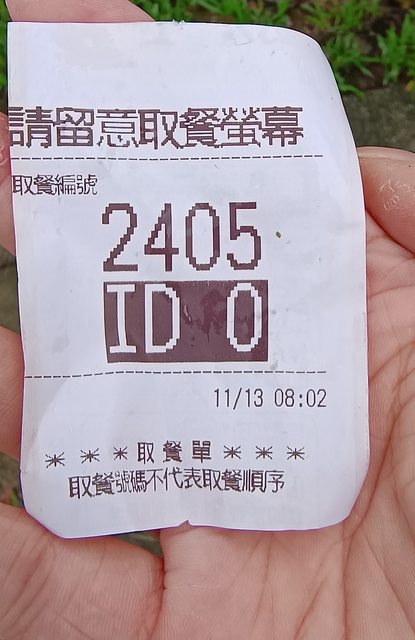 請留意取餐螢幕
取餐編號
2405
ID 0
11/13 08:02
＊＊＊取餐單＊＊＊
取餐號碼不代表取餐順序